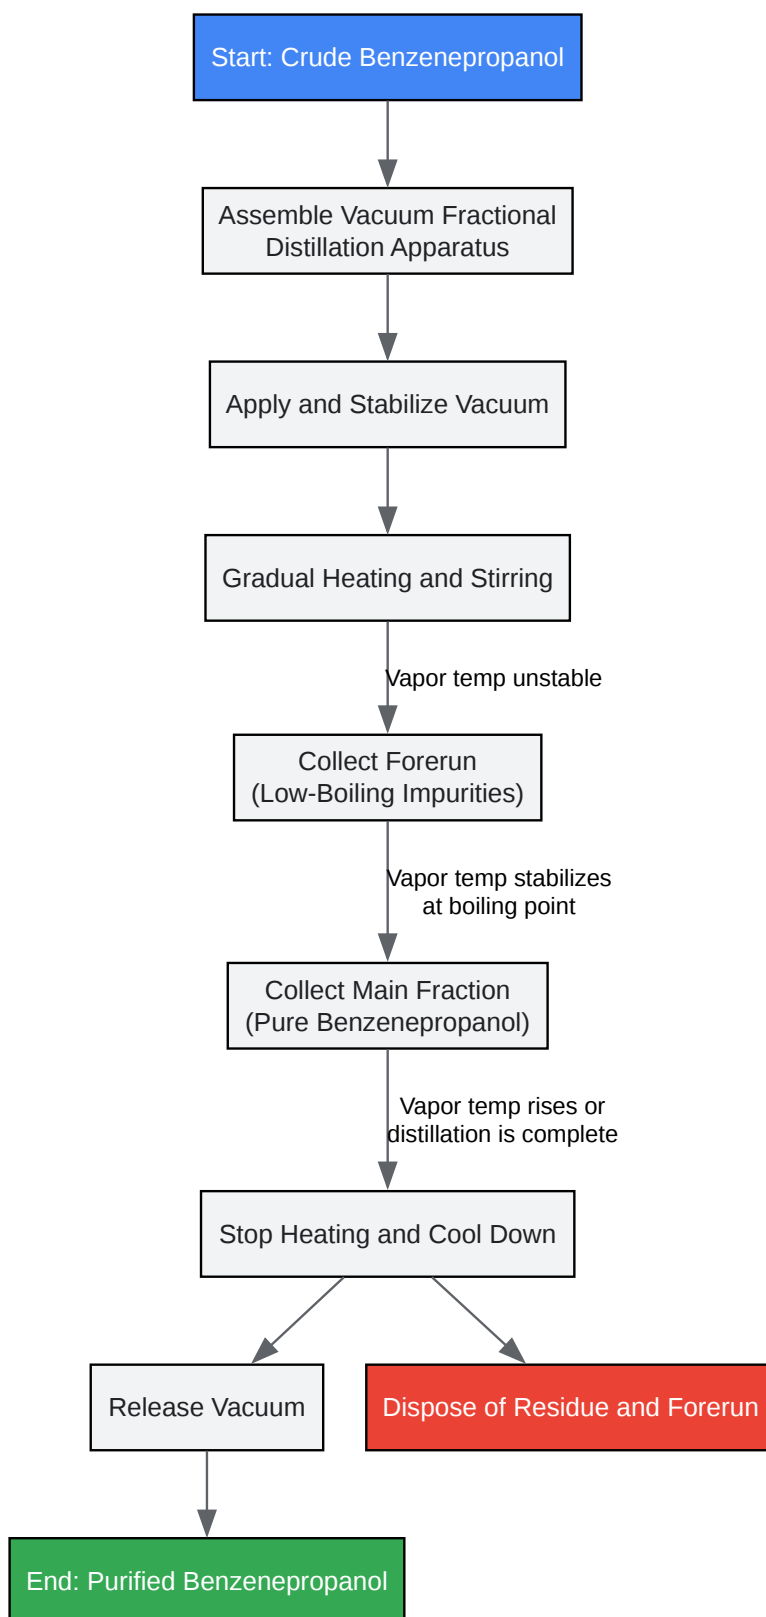 Start: Crude Benzenepropanol
Assemble Vacuum Fractional
Distillation Apparatus
Apply and Stabilize Vacuum
Gradual Heating and Stirring
Vapor temp unstable
Collect Forerun
(Low-Boiling Impurities)
Vapor temp stabilizes
at boiling point
Collect Main Fraction
(Pure Benzenepropanol)
Vapor temp rises or
distillation is complete
Stop Heating and Cool Down
Release Vacuum
Dispose of Residue and Forerun
End: Purified Benzenepropanol